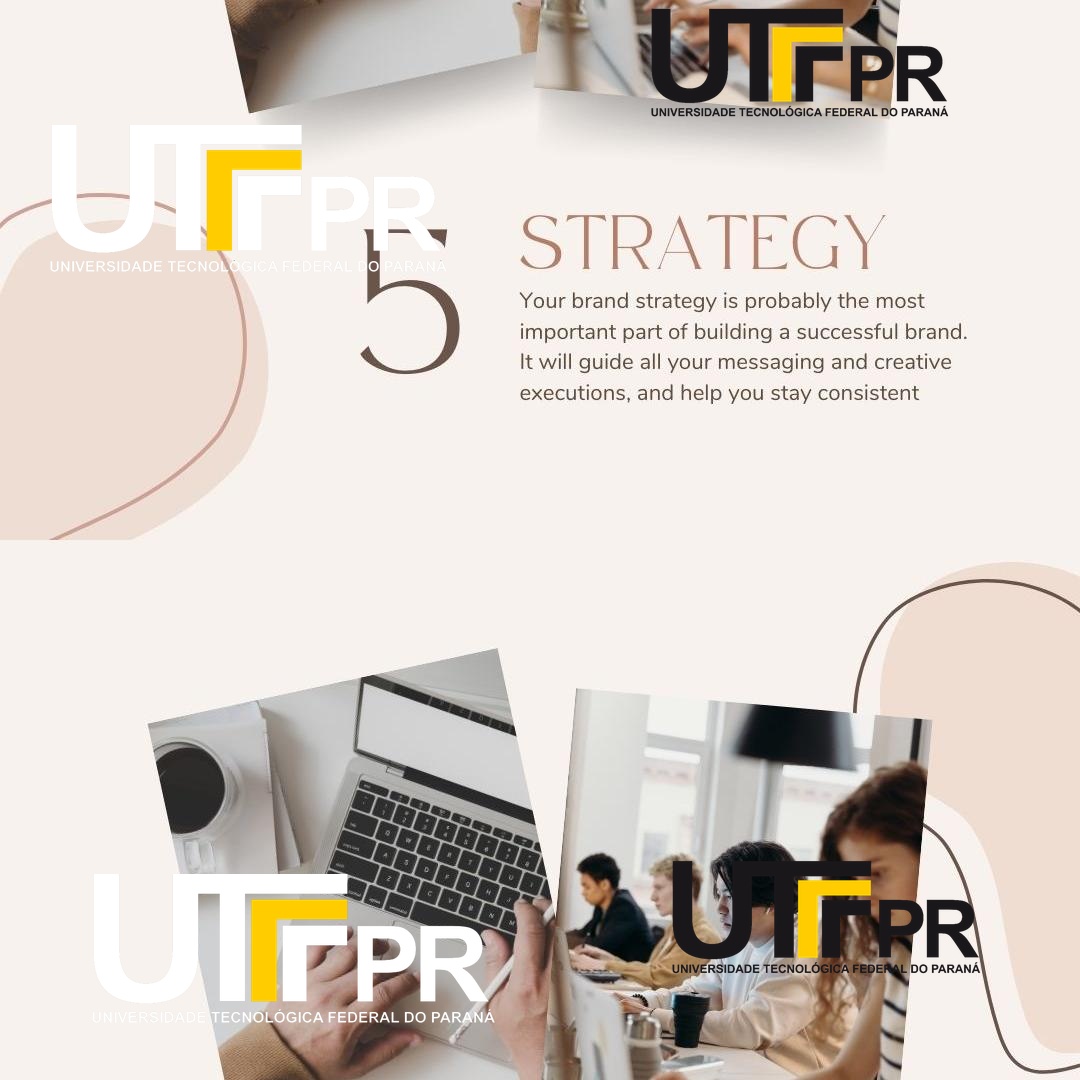 UTFPR
UNIVERSIDADE TECNOLÓGICA FEDERAL DO PARANÁ
UTFPR
UNIVERSIDADE TECNOLÓGICA FEDERAL DO PARANÁ
5
STRATEGY
Your brand strategy is probably the most
important part of building a successful brand.
It will guide all your messaging and creative
executions, and help you stay consistent
UTFPR
UNIVERSIDADE TECNOLÓGICA FEDERAL DO PARANÁ
UTFPR
UNIVERSIDADE TECNOLÓGICA FEDERAL DO PARANÁ